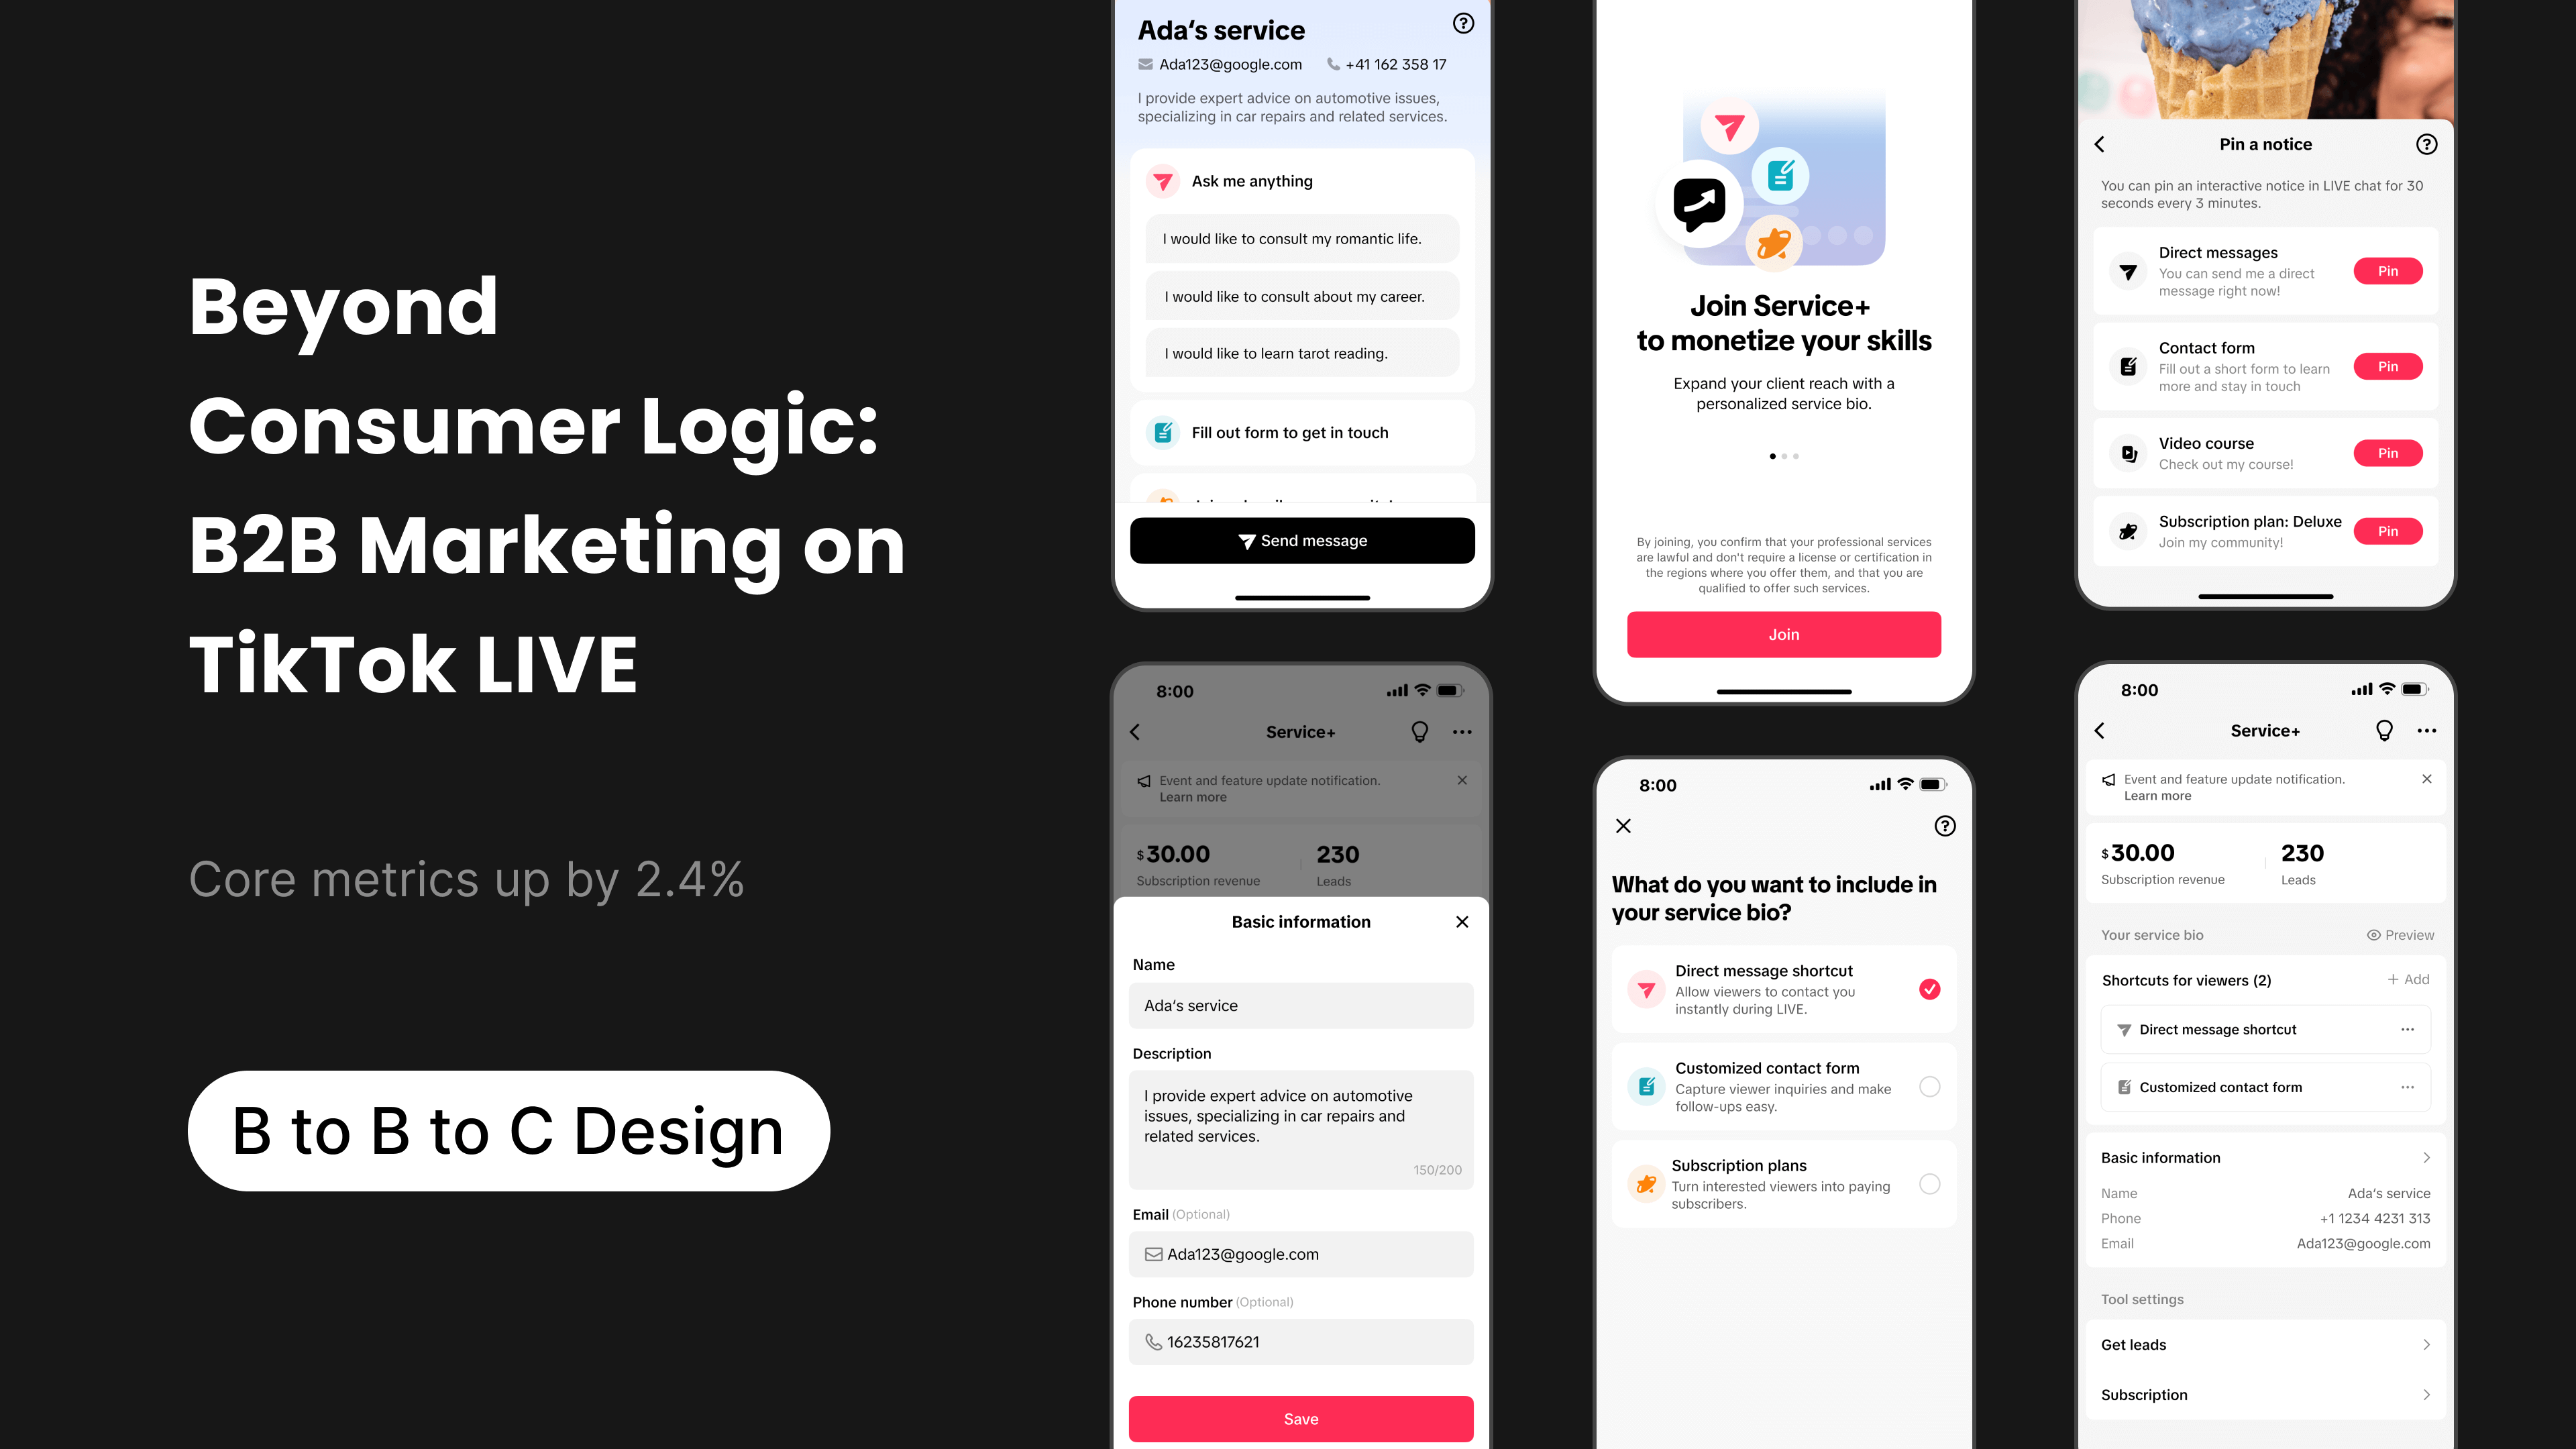 Beyond
Consumer Logic:
B2B Marketing on
TikTok LIVE
Core metrics up by 2.4%
B to B to C Design
Ada‘s service
Ada123@google.com
+41 162 358 17
I provide expert advice on automotive issues,
specializing in car repairs and related services.
Ask me anything
I would like to consult my romantic life.
I would like to consult about my career.
I would like to learn tarot reading.
Fill out form to get in touch
Send message
8:00
Service+
Event and feature update notification.
Learn more
$30.00
Subscription revenue
230
Leads
Basic information
Name
Ada‘s service
Description
I provide expert advice on automotive
issues, specializing in car repairs and
related services.
150/200
Email (Optional)
Ada123@google.com
Phone number (Optional)
16235817621
Save
Join Service+
to monetize your skills
Expand your client reach with a
personalized service bio.
By joining, you confirm that your professional services
are lawful and don't require a license or certification in
the regions where you offer them, and that you are
qualified to offer such services.
Join
8:00
What do you want to include in
your service bio?
Direct message shortcut
Allow viewers to contact you
instantly during LIVE.
Customized contact form
Capture viewer inquiries and make
follow-ups easy.
Subscription plans
Turn interested viewers into paying
subscribers.
Pin a notice
You can pin an interactive notice in LIVE chat for 30
seconds every 3 minutes.
Direct messages
You can send me a direct
message right now!
Pin
Contact form
Fill out a short form to learn
more and stay in touch
Pin
Video course
Check out my course!
Pin
Subscription plan: Deluxe
Join my community!
Pin
8:00
Service+
Event and feature update notification.
Learn more
$30.00
Subscription revenue
230
Leads
Your service bio
Preview
Shortcuts for viewers (2)
+ Add
Direct message shortcut
Customized contact form
Basic information
Name
Ada‘s service
Phone
+1 1234 4231 313
Email
Ada123@google.com
Tool settings
Get leads
Subscription